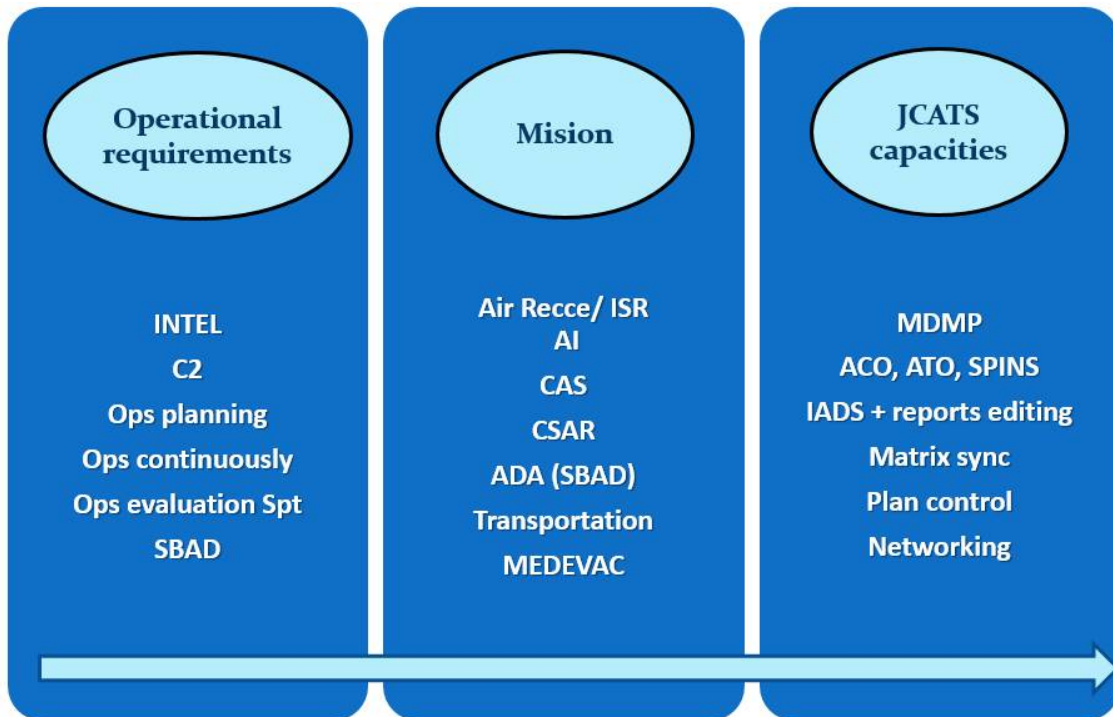 Operational
requirements
INTEL
C2
Ops planning
Ops continuously
Ops evaluation Spt
SBAD
Mision
Air Recce/ ISR
AI
CAS
CSAR
ADA (SBAD)
Transportation
MEDEVAC
JCATS
capacities
MDMP
ACO, ATO, SPINS
IADS + reports editing
Matrix sync
Plan control
Networking